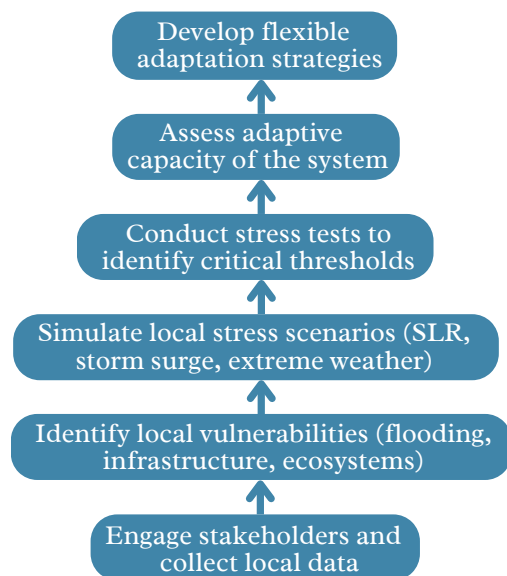 Develop flexible
adaptation strategies
Assess adaptive
capacity of the system
Conduct stress tests to
identify critical thresholds
Simulate local stress scenarios (SLR,
storm surge, extreme weather)
Identify local vulnerabilities (flooding,
infrastructure, ecosystems)
Engage stakeholders and
collect local data